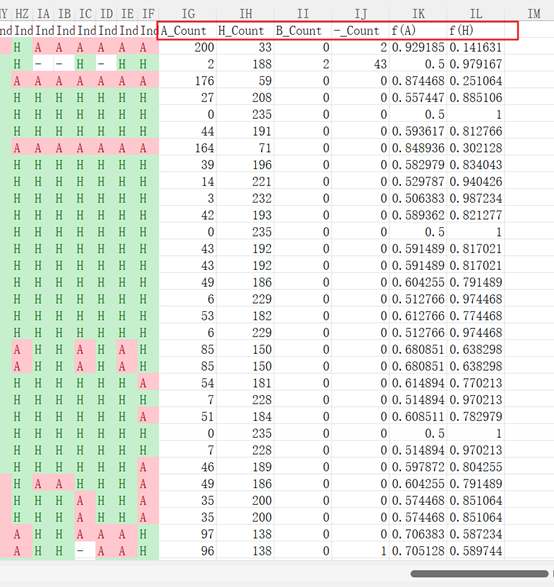 IY HZ IA IB IC ID IE IF IG IH II IJ IK IL IM
Ind Ind Ind Ind Ind Ind Ind Ind A_Count H_Count B_Count -_Count f(A) f(H)
H A A A A A A 200 33 0 2 0.929185 0.141631
H - - H - H H 2 188 2 43 0.5 0.979167
A A A A A A A 176 59 0 0 0.874468 0.251064
H H H H H H H 27 208 0 0 0.557447 0.885106
H H H H H H H 0 235 0 0 0.5 1
H H H H H H H 44 191 0 0 0.593617 0.812766
A A A A A A A 164 71 0 0 0.848936 0.302128
H H H H H H H 39 196 0 0 0.582979 0.834043
H H H H H H H 14 221 0 0 0.529787 0.940426
H H H H H H H 3 232 0 0 0.506383 0.987234
H H H H H H H 42 193 0 0 0.589362 0.821277
H H H H H H H 0 235 0 0 0.5 1
H H H H H H H 43 192 0 0 0.591489 0.817021
H H H H H H H 43 192 0 0 0.591489 0.817021
H H H H H H H 49 186 0 0 0.604255 0.791489
H H H H H H H 6 229 0 0 0.512766 0.974468
H H H H H H H 53 182 0 0 0.612766 0.774468
H H H H H H H 6 229 0 0 0.512766 0.974468
A H H A H A H 85 150 0 0 0.680851 0.638298
A H H A H A H 85 150 0 0 0.680851 0.638298
H H H H H H A 54 181 0 0 0.614894 0.770213
H H H H H H H 7 228 0 0 0.514894 0.970213
H H H H H H A 51 184 0 0 0.608511 0.782979
H H H H H H H 0 235 0 0 0.5 1
H H H H H H H 7 228 0 0 0.514894 0.970213
H H H H H H A 46 189 0 0 0.597872 0.804255
H A A H H H A 49 186 0 0 0.604255 0.791489
H H H A H H A 35 200 0 0 0.574468 0.851064
H H H A H H A 35 200 0 0 0.574468 0.851064
A H H A A A H 97 138 0 0 0.706383 0.587234
A H H - A A H 96 138 0 1 0.705128 0.589744